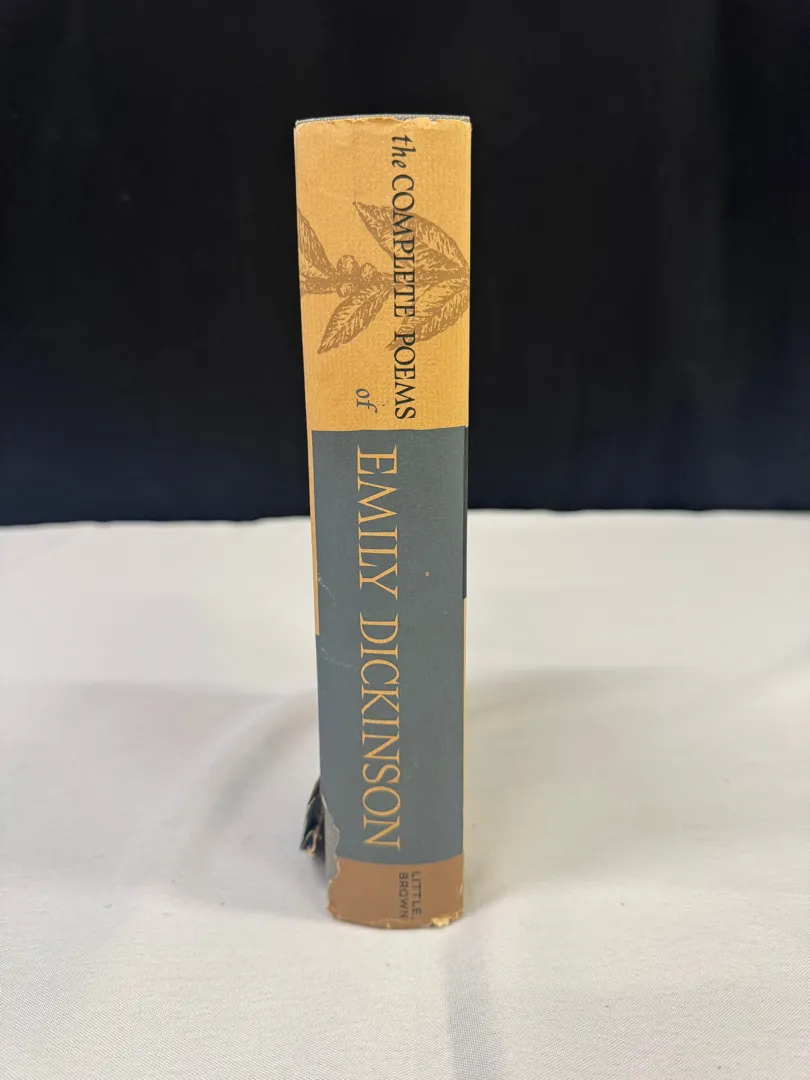 the COMPLETE POEMS
of
EMILY DICKINSON
LITTLE,
BROWN